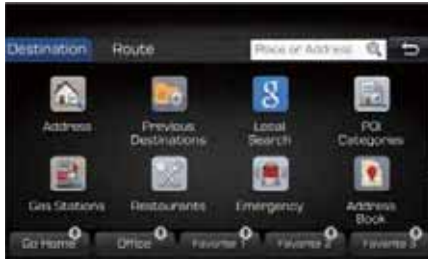 Destination
Route
Place or Address
Address
Previous
Destinations
8
Local
Search
POI
Categories
Gas Stations
Restaurants
Emergency
Address
Book
Go Home
Office
Favorite 1
Favorite 2
Favorite 3